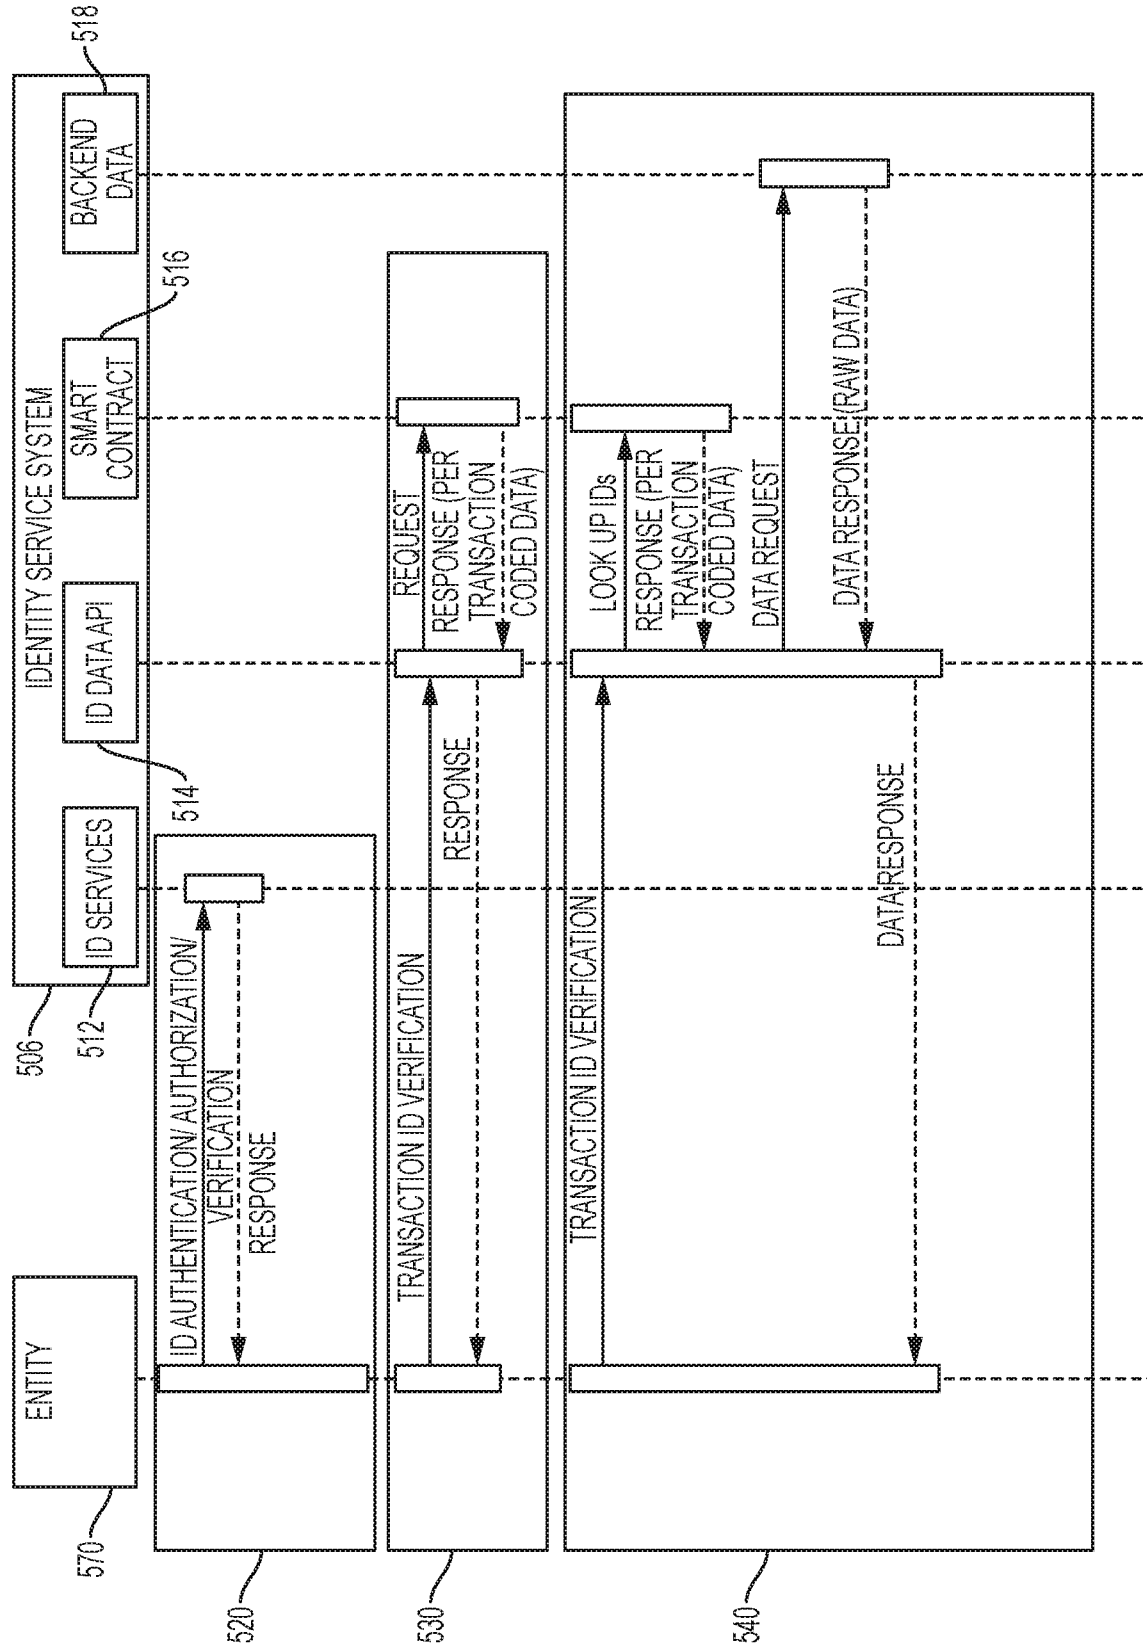 570
ENTITY
506
IDENTITY SERVICE SYSTEM
512
ID SERVICES
514
ID DATA API
516
SMART
CONTRACT
518
BACKEND
DATA
520
ID AUTHENTICATION/ AUTHORIZATION/
VERIFICATION
RESPONSE
530
TRANSACTION ID VERIFICATION
RESPONSE
REQUEST
RESPONSE (PER
TRANSACTION
CODED DATA)
540
TRANSACTION ID VERIFICATION
LOOK UP IDs
RESPONSE (PER
TRANSACTION
CODED DATA)
DATA REQUEST
DATA RESPONSE (RAW DATA)
DATA RESPONSE